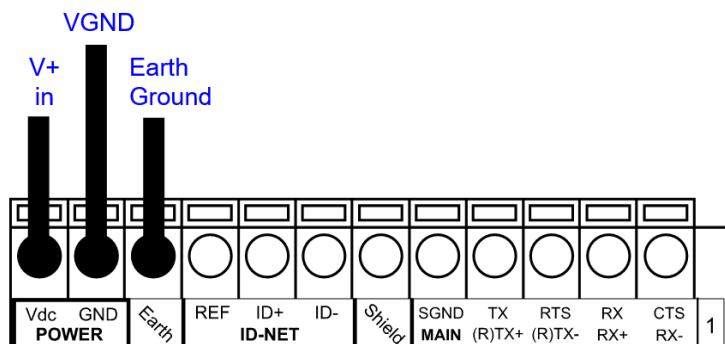 VGND
V+
in
Earth
Ground
Vdc GND
POWER
Earth
REF ID+ ID-
ID-NET
Shield
SGND TX RTS RX CTS
MAIN (R)TX+ (R)TX- RX+ RX-
1